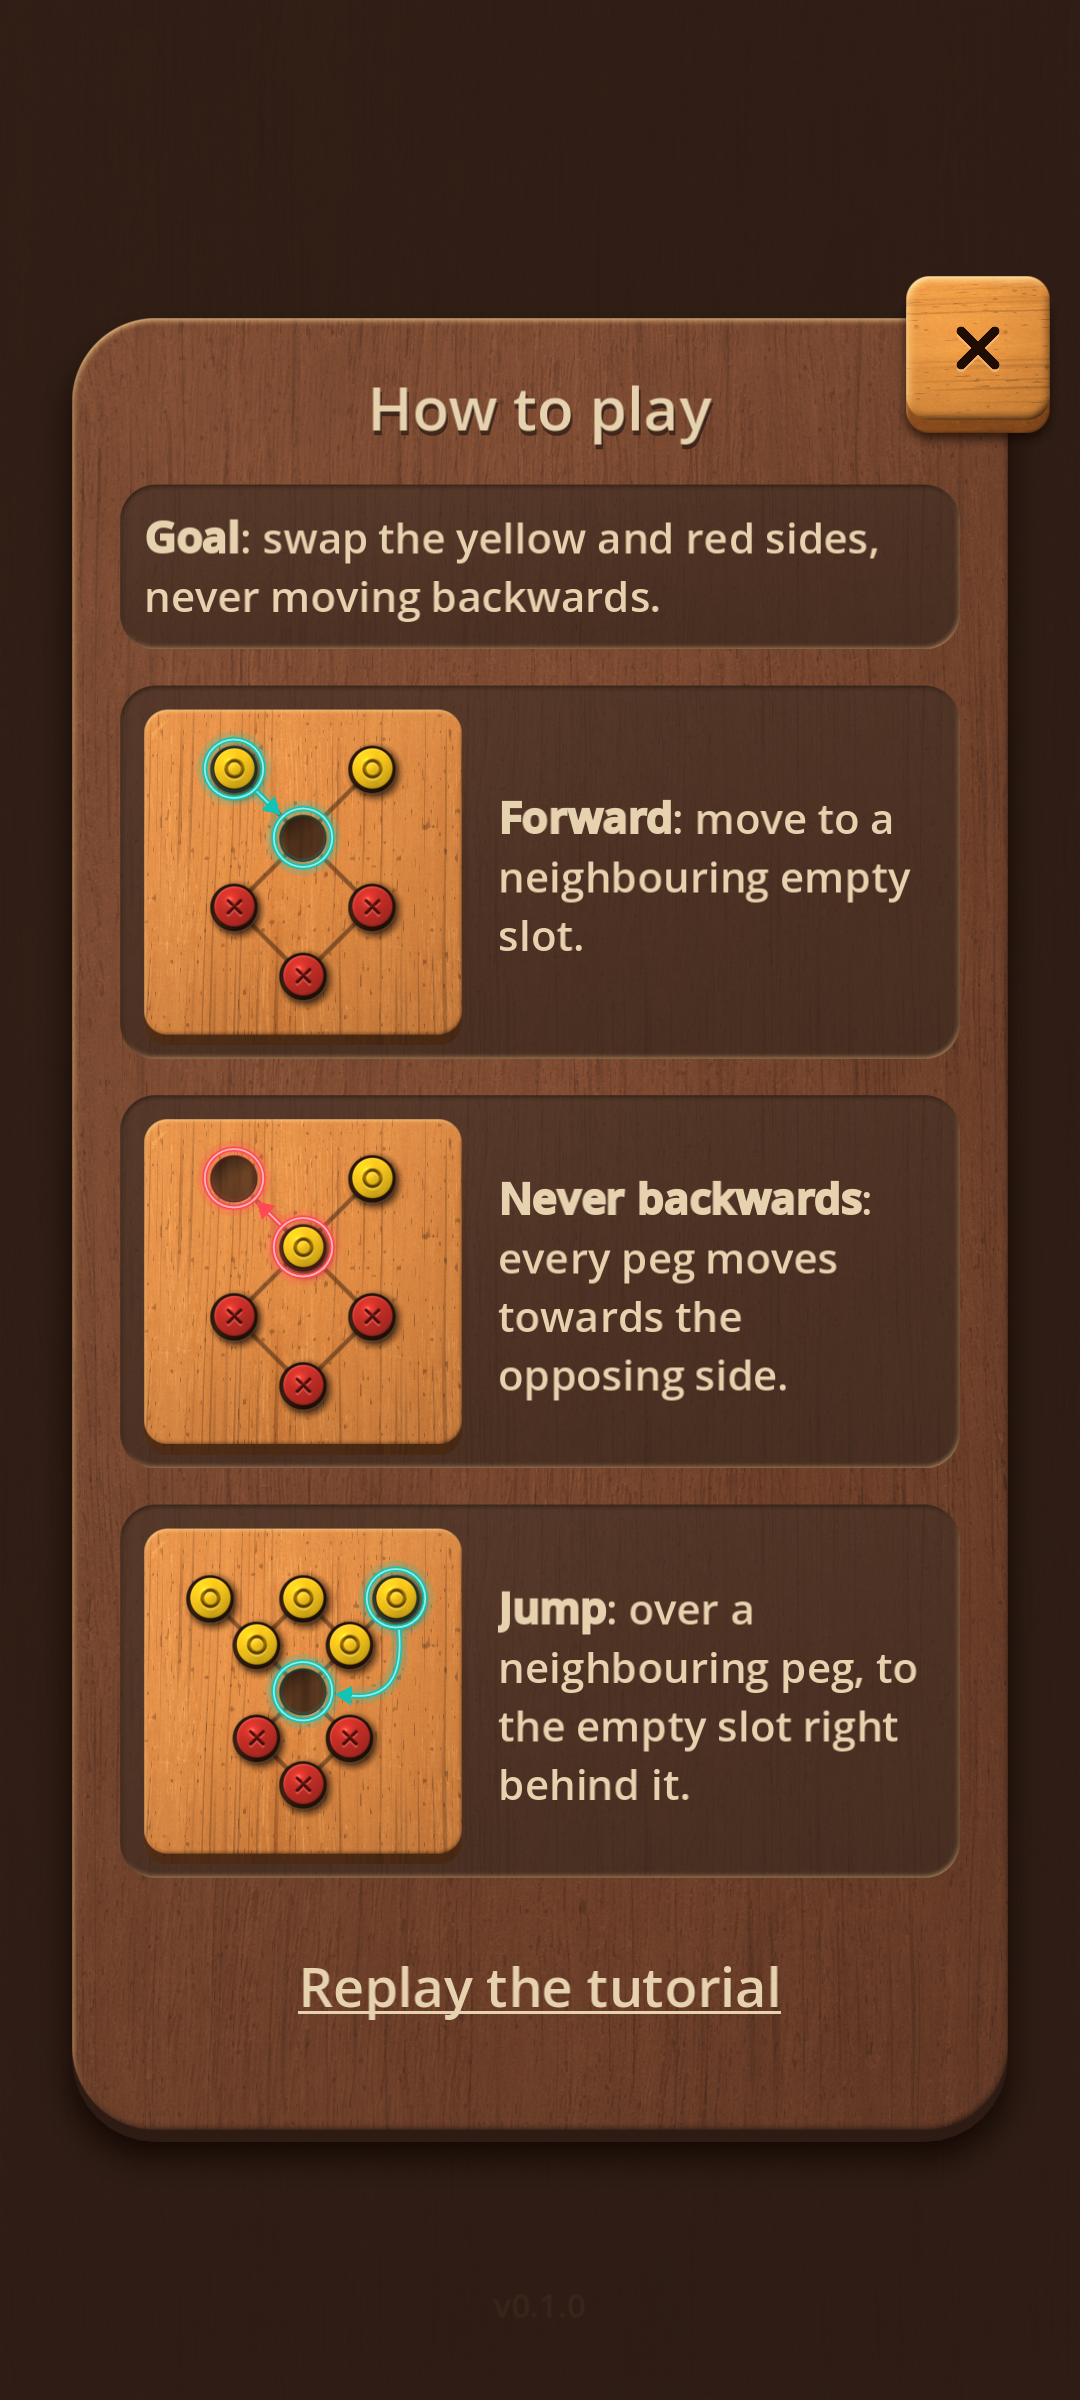 How to play
Goal: swap the yellow and red sides,
never moving backwards.
Forward: move to a
neighbouring empty
slot.
Never backwards:
every peg moves
towards the
opposing side.
Jump: over a
neighbouring peg, to
the empty slot right
behind it.
Replay the tutorial
v0.1.0